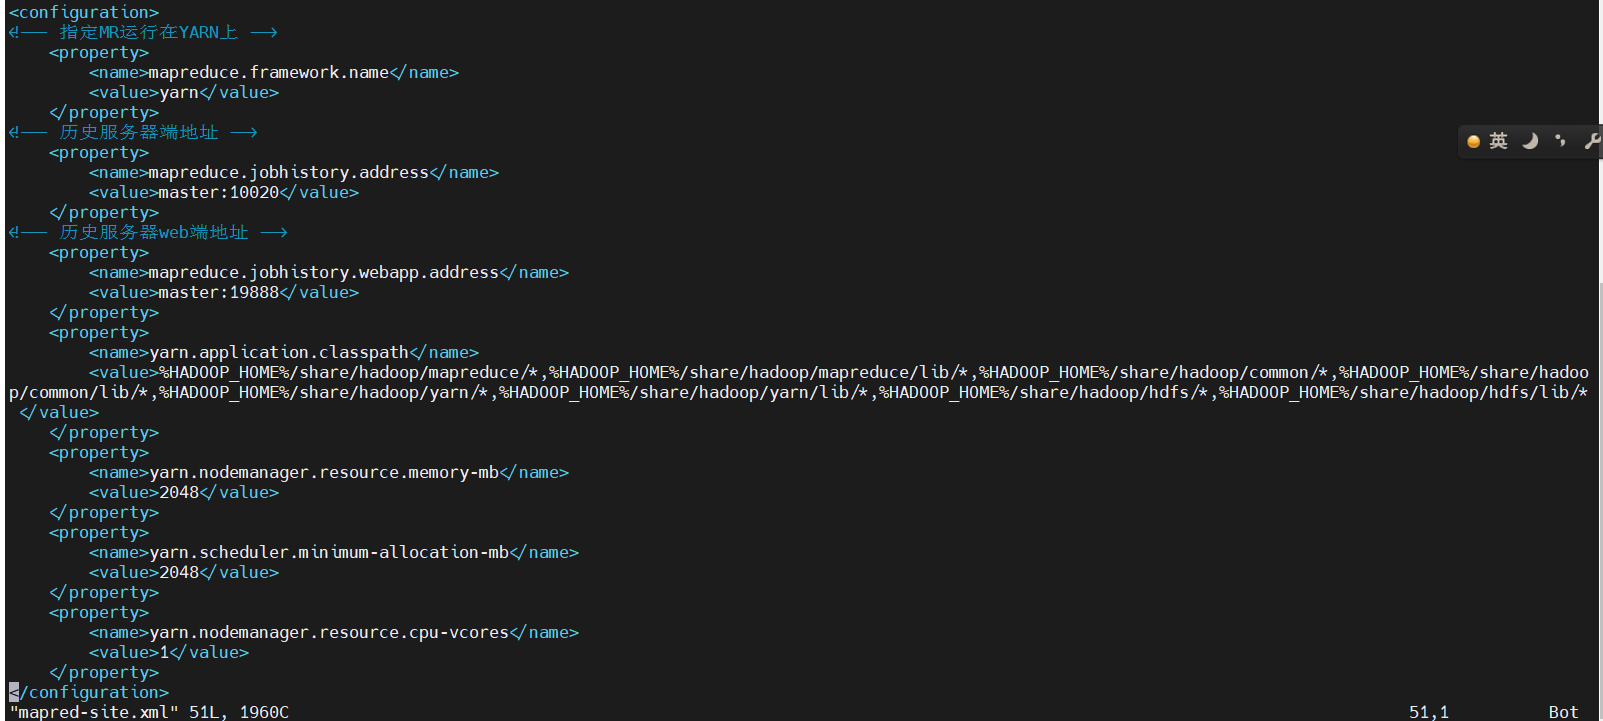 <configuration>
<!-- 指定MR运行在YARN上 -->
    <property>
        <name>mapreduce.framework.name</name>
        <value>yarn</value>
    </property>
<!-- 历史服务器端地址 -->
    <property>
        <name>mapreduce.jobhistory.address</name>
        <value>master:10020</value>
    </property>
<!-- 历史服务器web端地址 -->
    <property>
        <name>mapreduce.jobhistory.webapp.address</name>
        <value>master:19888</value>
    </property>
    <property>
        <name>yarn.application.classpath</name>
        <value>%HADOOP_HOME%/share/hadoop/mapreduce/*,%HADOOP_HOME%/share/hadoop/mapreduce/lib/*,%HADOOP_HOME%/share/hadoop/common/*,%HADOOP_HOME%/share/hadoo
p/common/lib/*,%HADOOP_HOME%/share/hadoop/yarn/*,%HADOOP_HOME%/share/hadoop/yarn/lib/*,%HADOOP_HOME%/share/hadoop/hdfs/*,%HADOOP_HOME%/share/hadoop/hdfs/lib/*
 </value>
    </property>
    <property>
        <name>yarn.nodemanager.resource.memory-mb</name>
        <value>2048</value>
    </property>
    <property>
        <name>yarn.scheduler.minimum-allocation-mb</name>
        <value>2048</value>
    </property>
    <property>
        <name>yarn.nodemanager.resource.cpu-vcores</name>
        <value>1</value>
    </property>
</configuration>
"mapred-site.xml" 51L, 1960C 51,1 Bot
英